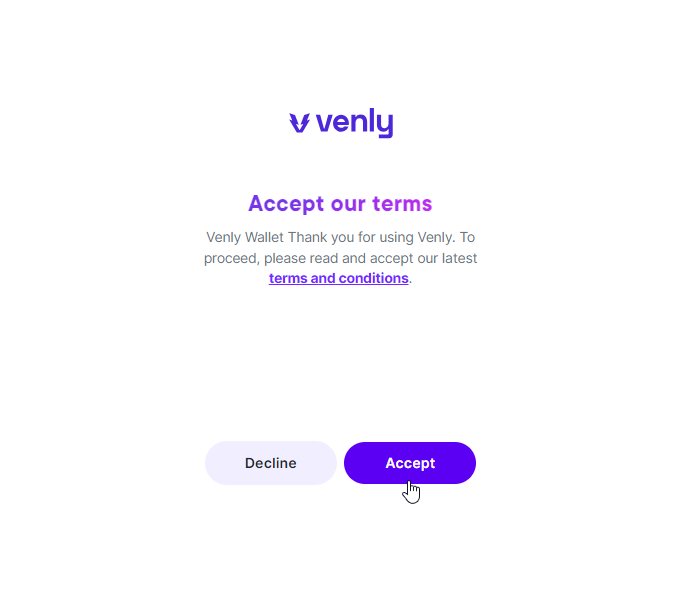 venly
Accept our terms
Venly Wallet Thank you for using Venly. To
proceed, please read and accept our latest
terms and conditions.
Decline
Accept